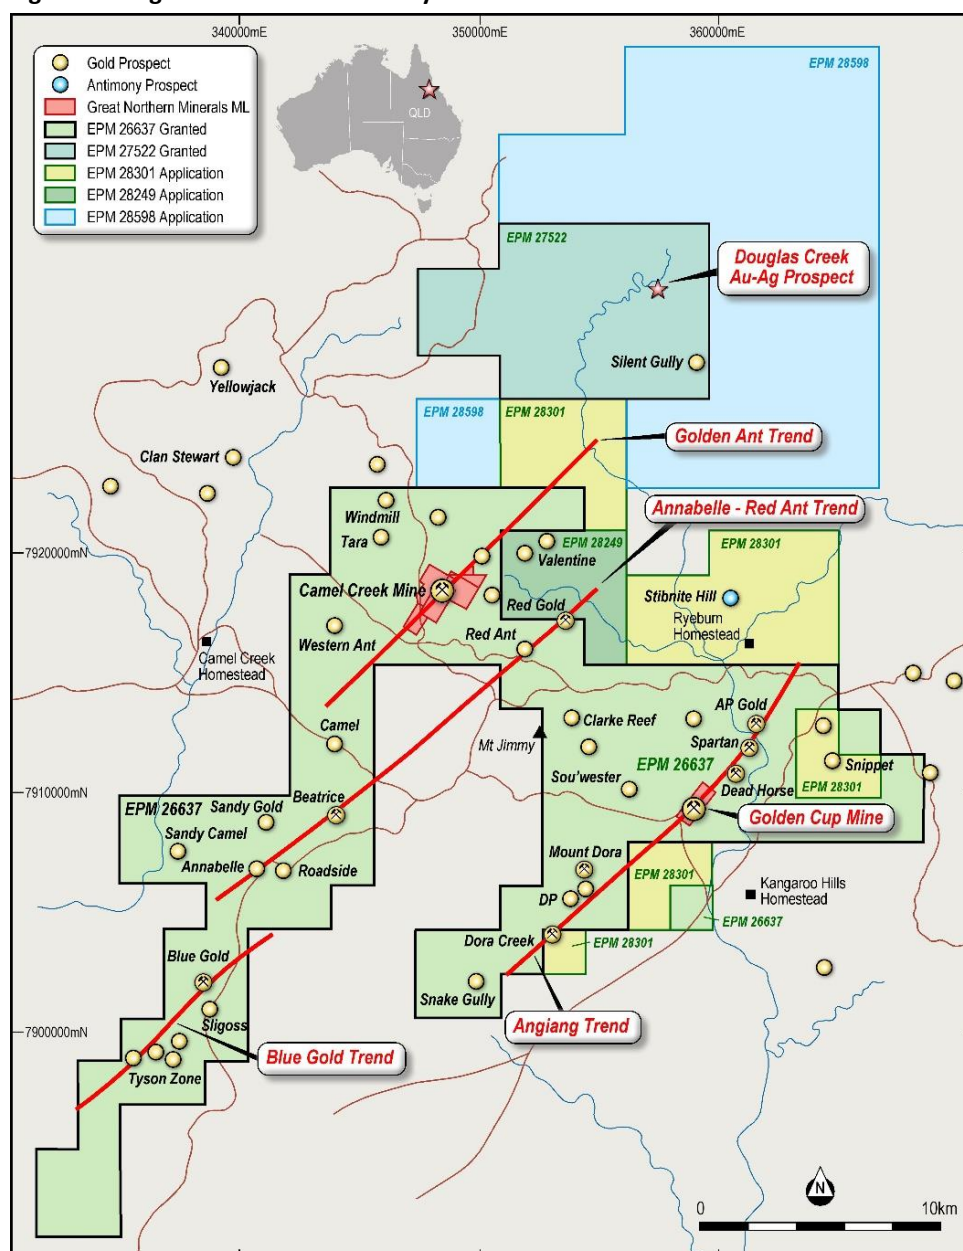 340000mE
350000mE
360000mE
Gold Prospect
Antimony Prospect
Great Northern Minerals ML
EPM 26637 Granted
EPM 27522 Granted
EPM 28301 Application
EPM 28249 Application
EPM 28598 Application
QLD
EPM 28598
EPM 27522
Douglas Creek
Au-Ag Prospect
Silent Gully
Yellowjack
EPM 28598
EPM 28301
Golden Ant Trend
Clan Stewart
Annabelle - Red Ant Trend
Windmill
Tara
7920000mN
EPM 28249
Valentine
EPM 28301
Camel Creek Mine
Red Gold
Stibnite Hill
Ryeburn
Homestead
Western Ant
Red Ant
Camel Creek
Homestead
Camel
Clarke Reef
AP Gold
Mt Jimmy
Spartan
EPM 26637
Snippet
Sou'wester
Dead Horse
EPM 28301
7910000mN
EPM 26637
Sandy Gold
Beatrice
Golden Cup Mine
Sandy Camel
Annabelle
Roadside
Mount Dora
EPM 28301
DP
Kangaroo Hills
Homestead
EPM 26637
Dora Creek
EPM 28301
Blue Gold
Snake Gully
Sligoss
Angiang Trend
7900000mN
Blue Gold Trend
Tyson Zone
N
0
10km